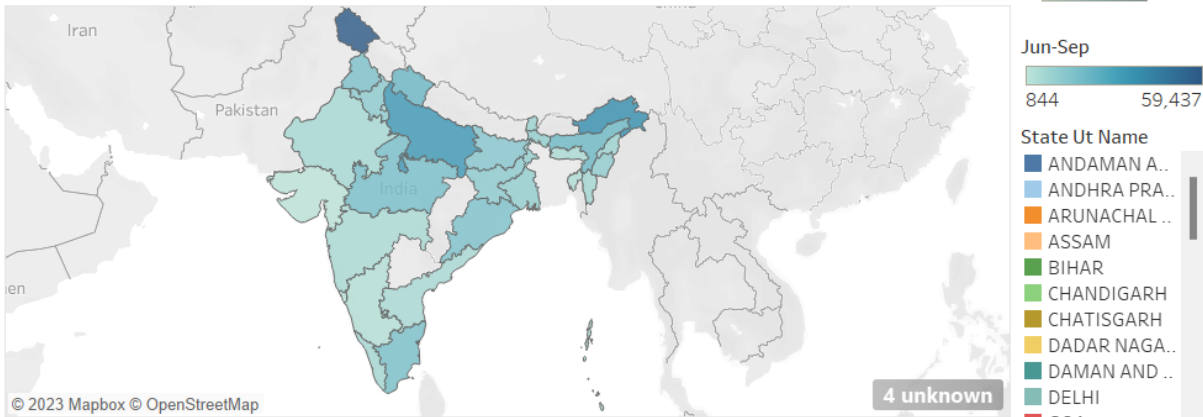 Iran
China
Pakistan
India
en
4 unknown
© 2023 Mapbox © OpenStreetMap
Jun-Sep
844 59,437
State Ut Name
ANDAMAN A..
ANDHRA PRA..
ARUNACHAL ..
ASSAM
BIHAR
CHANDIGARH
CHATISGARH
DADAR NAGA..
DAMAN AND ..
DELHI